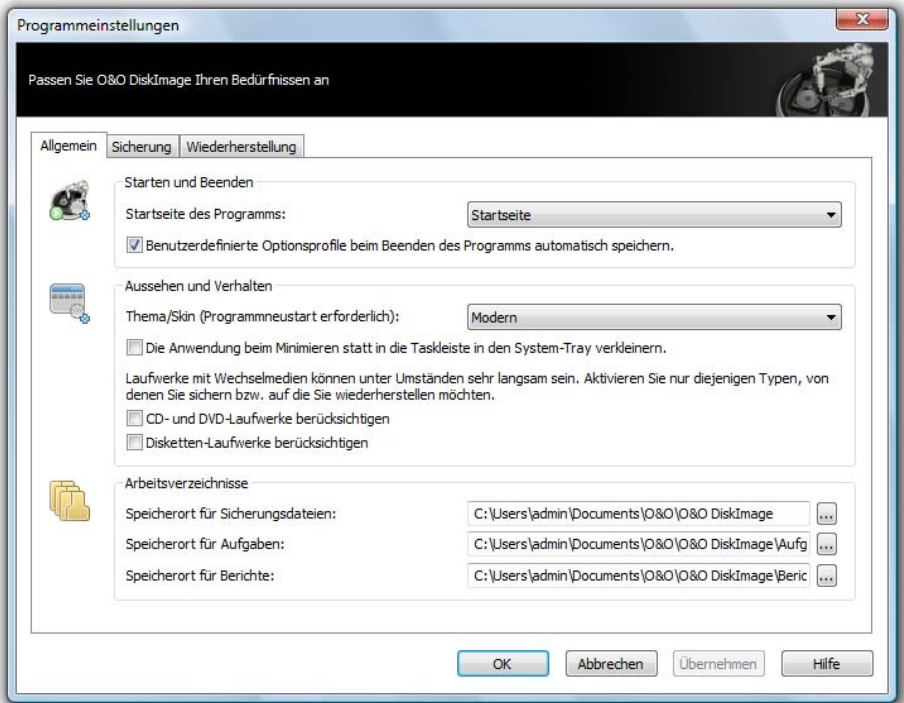 Programmeinstellungen
Passen Sie O&O DiskImage Ihren Bedürfnissen an
Allgemein Sicherung Wiederherstellung
Starten und Beenden
Startseite des Programms: Startseite
Benutzerdefinierte Optionsprofile beim Beenden des Programms automatisch speichern.
Aussehen und Verhalten
Thema/Skin (Programmneustart erforderlich): Modern
Die Anwendung beim Minimieren statt in die Taskleiste in den System-Tray verkleinern.
Laufwerke mit Wechselmedien können unter Umständen sehr langsam sein. Aktivieren Sie nur diejenigen Typen, von
denen Sie sichern bzw. auf die Sie wiederherstellen möchten.
CD- und DVD-Laufwerke berücksichtigen
Disketten-Laufwerke berücksichtigen
Arbeitsverzeichnisse
Speicherort für Sicherungsdateien: C:\Users\admin\Documents\O&O\O&O DiskImage ...
Speicherort für Aufgaben: C:\Users\admin\Documents\O&O\O&O DiskImage\Aufg ...
Speicherort für Berichte: C:\Users\admin\Documents\O&O\O&O DiskImage\Beric ...
OK Abbrechen Übernehmen Hilfe